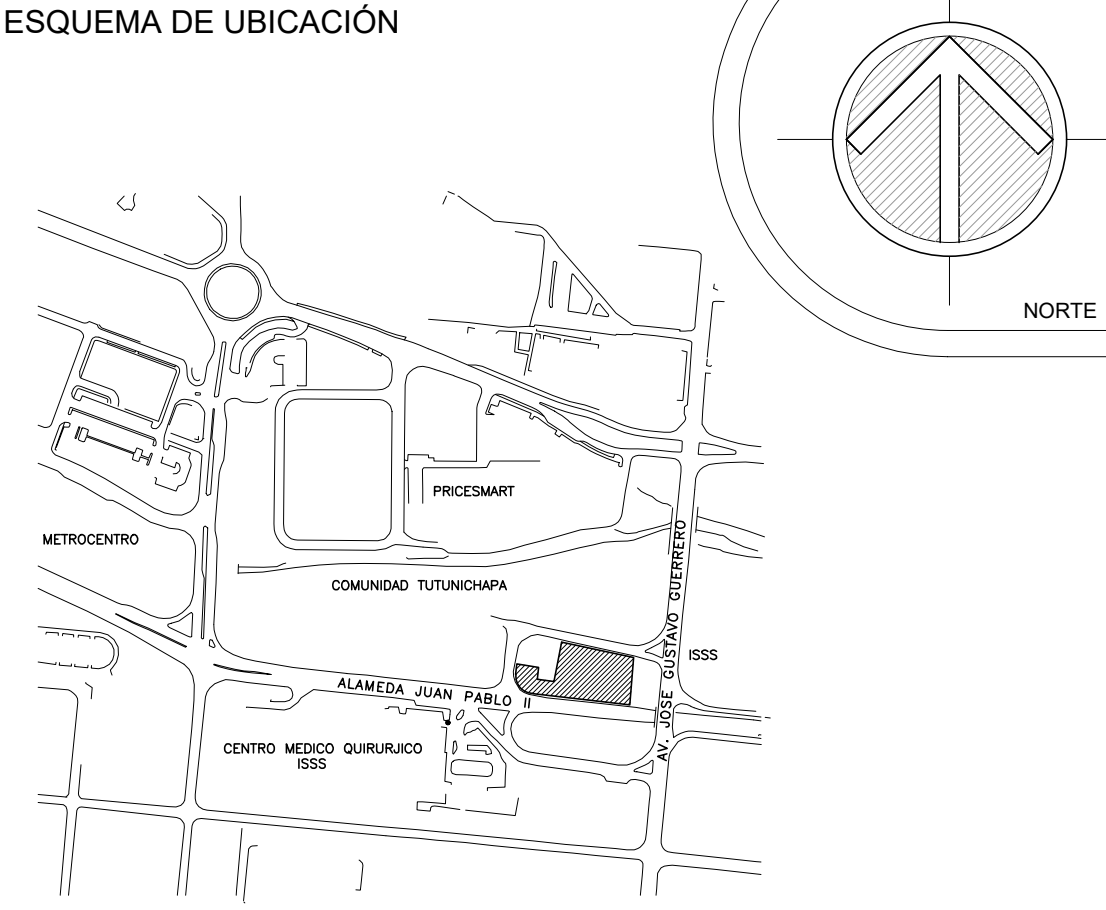 ESQUEMA DE UBICACIÓN
NORTE
PRICESMART
METROCENTRO
COMUNIDAD TUTUNICHAPA
AV. JOSE GUSTAVO GUERRERO
ISSS
ALAMEDA JUAN PABLO II
CENTRO MEDICO QUIRURJICO
ISSS